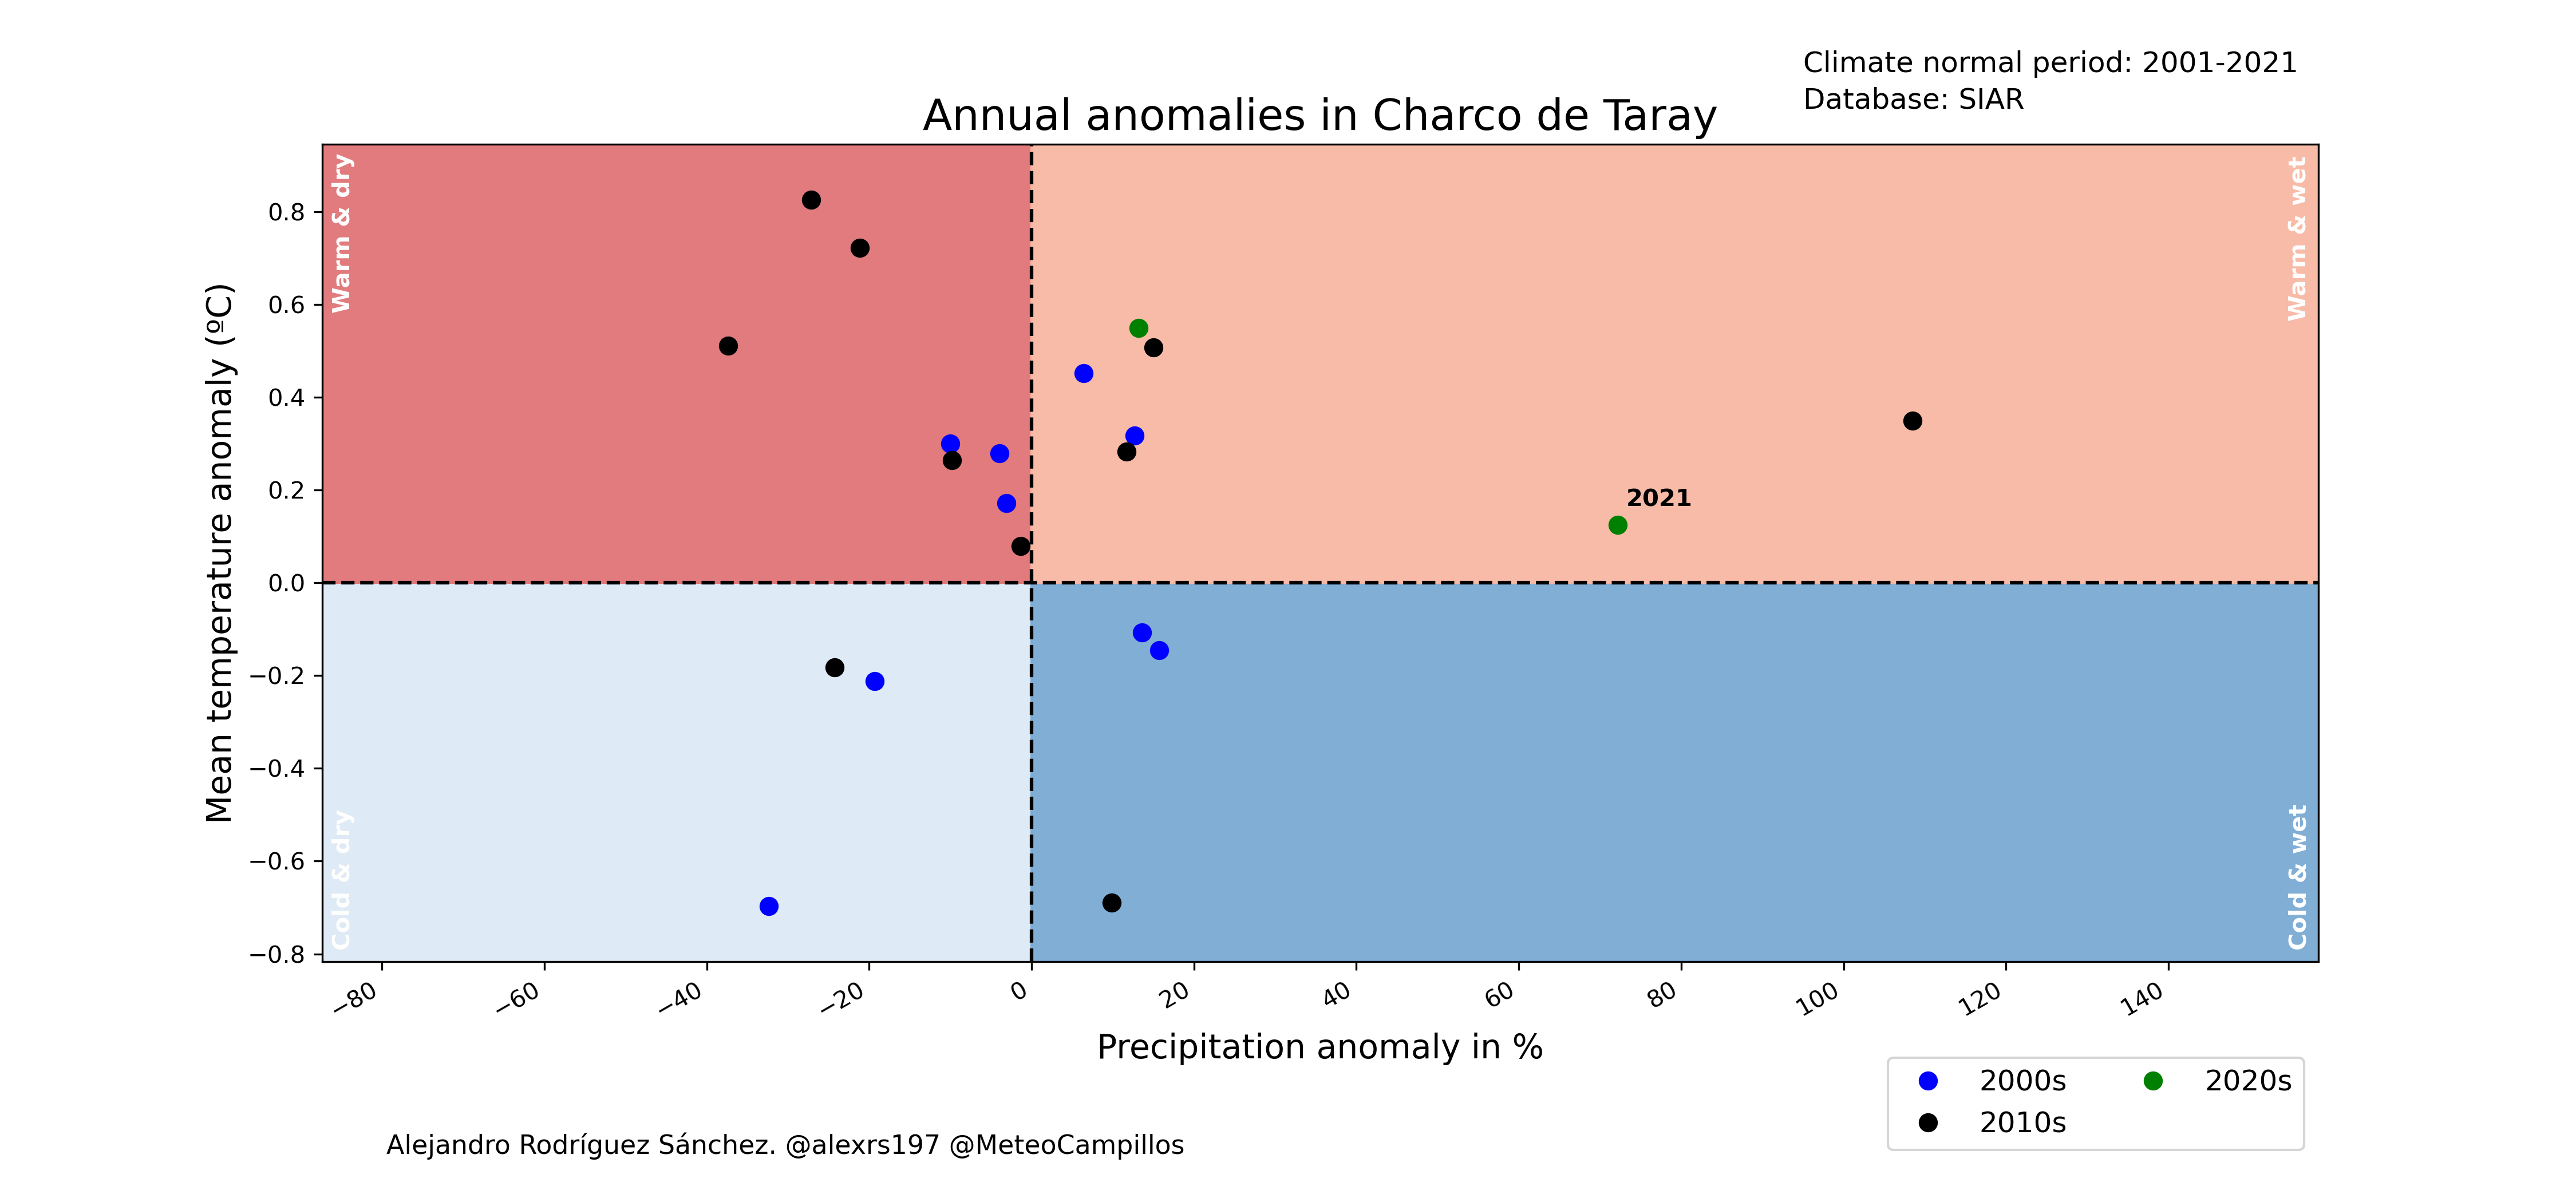 Climate normal period: 2001-2021
Database: SIAR
Annual anomalies in Charco de Taray
Warm & dry
Warm & wet
Mean temperature anomaly (ºC)
0.8
0.6
0.4
0.2
0.0
−0.2
−0.4
−0.6
−0.8
2021
Cold & dry
Cold & wet
−80
−60
−40
−20
0
20
40
60
80
100
120
140
Precipitation anomaly in %
2000s
2020s
2010s
Alejandro Rodríguez Sánchez. @alexrs197 @MeteoCampillos